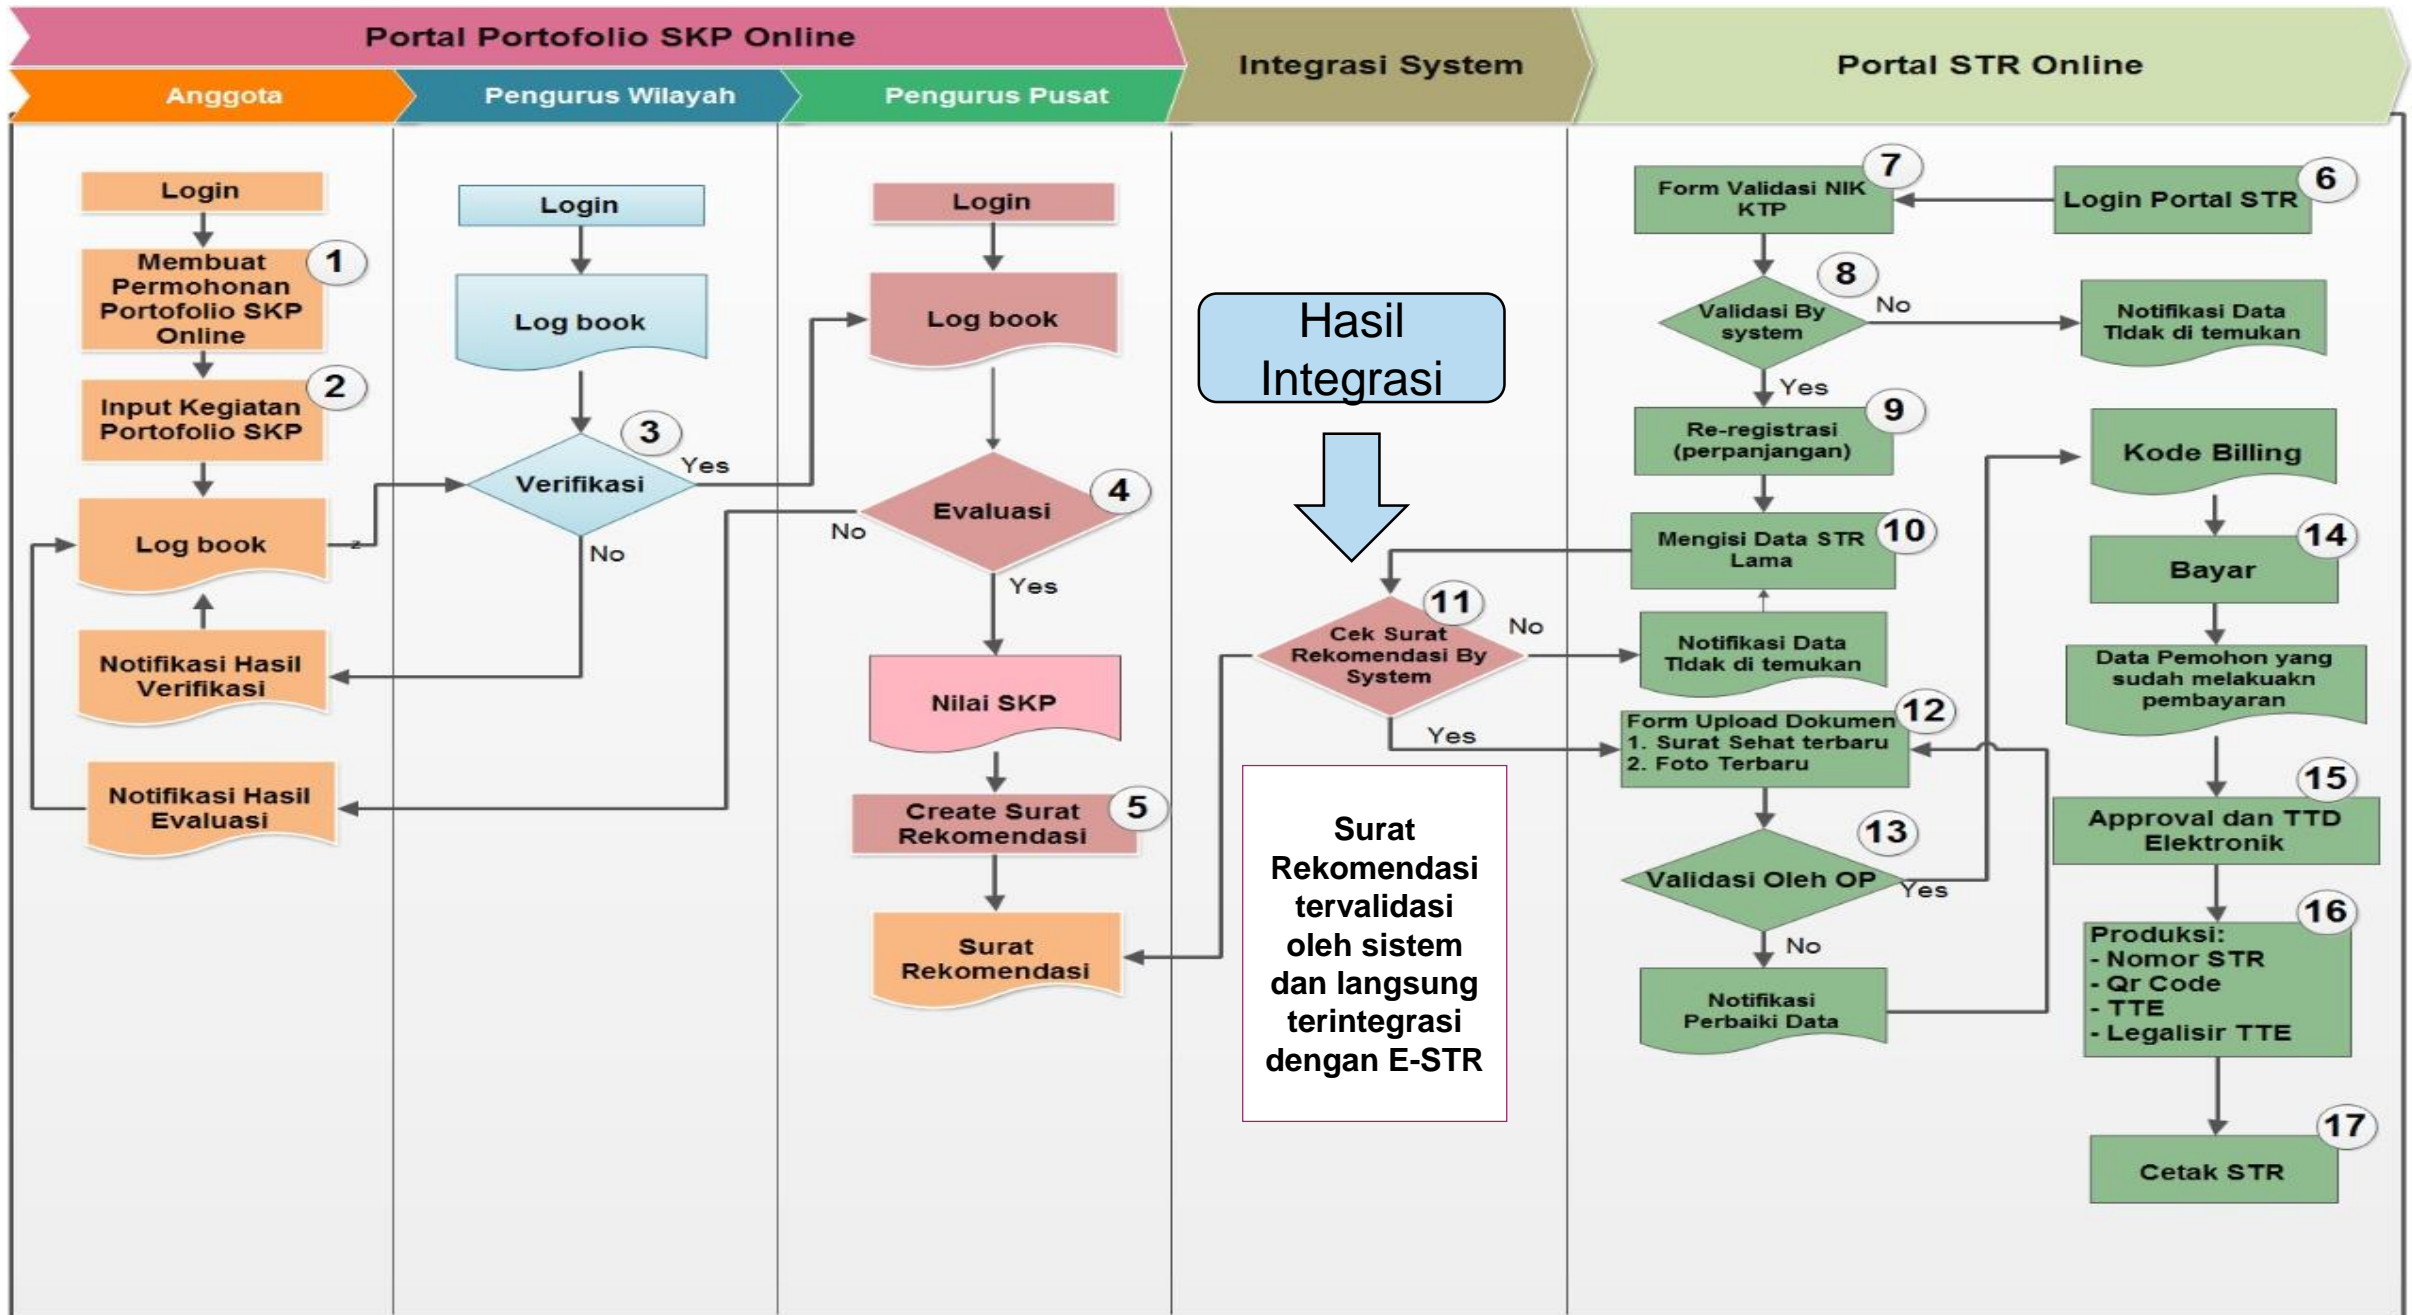 Portal Portofolio SKP Online
Integrasi System
Portal STR Online
Anggota
Pengurus Wilayah
Pengurus Pusat
Login
1
Membuat
Permohonan
Portofolio SKP
Online
2
Input Kegiatan
Portofolio SKP
Log book
z
Notifikasi Hasil
Verifikasi
Notifikasi Hasil
Evaluasi
Login
Log book
3
Verifikasi
Yes
No
Login
Log book
4
Evaluasi
No
Yes
Nilai SKP
5
Create Surat
Rekomendasi
Surat
Rekomendasi
Hasil
Integrasi
11
Cek Surat
Rekomendasi By
System
No
Yes
Surat
Rekomendasi
tervalidasi
oleh sistem
dan langsung
terintegrasi
dengan E-STR
6
Login Portal STR
7
Form Validasi NIK
KTP
8
Validasi By
system
No
Notifikasi Data
TIdak di temukan
Yes
9
Re-registrasi
(perpanjangan)
10
Mengisi Data STR
Lama
Notifikasi Data
TIdak di temukan
12
Form Upload Dokumen
1. Surat Sehat terbaru
2. Foto Terbaru
13
Validasi Oleh OP
Yes
No
Notifikasi
Perbaiki Data
Kode Billing
14
Bayar
Data Pemohon yang
sudah melakuakn
pembayaran
15
Approval dan TTD
Elektronik
16
Produksi:
- Nomor STR
- Qr Code
- TTE
- Legalisir TTE
17
Cetak STR